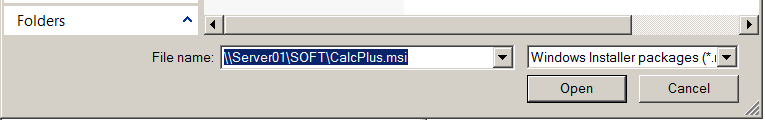 Folders
File name: \\Server01\SOFT\CalcPlus.msi Windows Installer packages (*.
Open Cancel